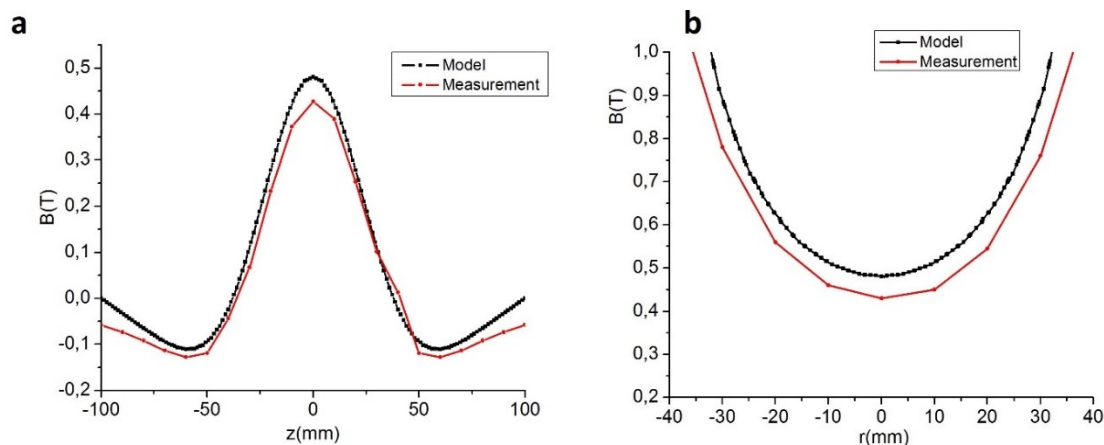 a
Model
Measurement
0,5
0,4
0,3
0,2
0,1
0,0
-0,1
-0,2
B(T)
-100 -50 0 50 100
z(mm)
b
Model
Measurement
1,0
0,9
0,8
0,7
0,6
0,5
0,4
0,3
0,2
B(T)
-40 -30 -20 -10 0 10 20 30 40
r(mm)